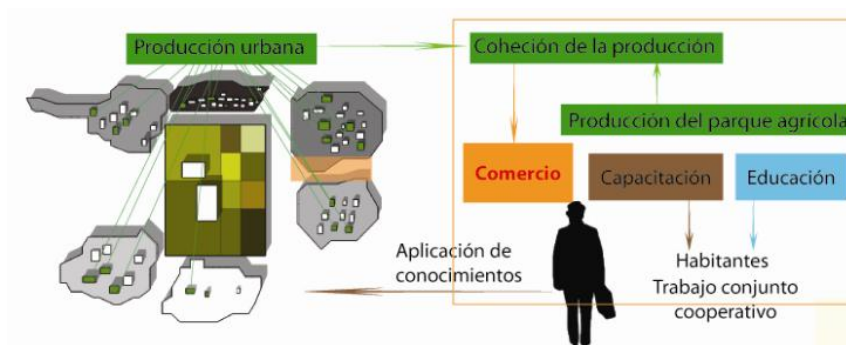 Producción urbana
Coheción de la producción
Producción del parque agrícola
Comercio
Capacitación
Educación
Aplicación de
conocimientos
Habitantes
Trabajo conjunto
cooperativo